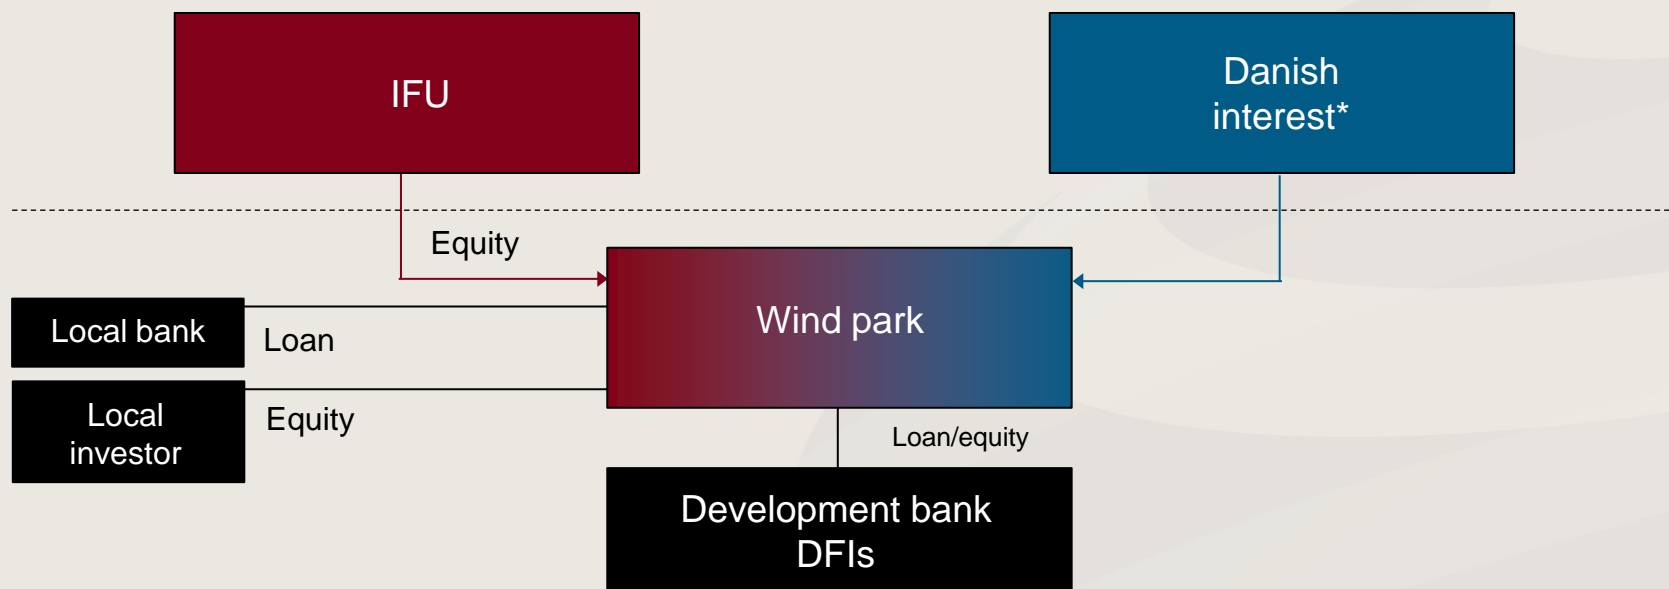 IFU
Danish
interest*
Equity
Wind park
Local bank
Loan
Local
investor
Equity
Loan/equity
Development bank
DFIs